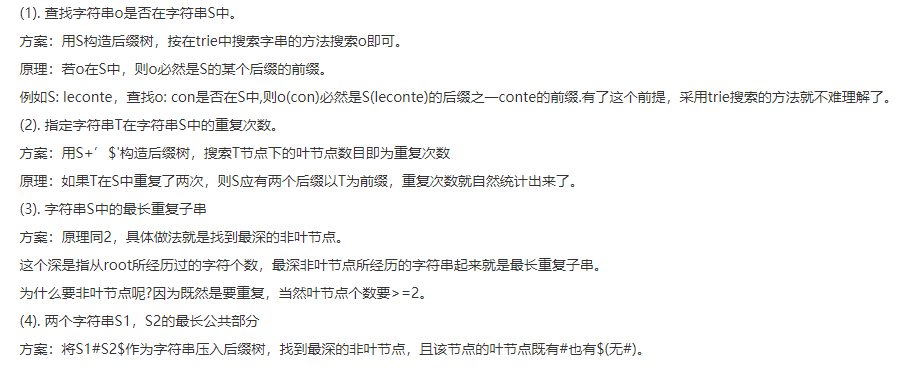 (1). 查找字符串o是否在字符串S中。
方案：用S构造后缀树，按在trie中搜索字串的方法搜索o即可。
原理：若o在S中，则o必然是S的某个后缀的前缀。
例如S: leconte，查找o: con是否在S中,则o(con)必然是S(leconte)的后缀之一conte的前缀.有了这个前提，采用trie搜索的方法就不难理解了。
(2). 指定字符串T在字符串S中的重复次数。
方案：用S+’$'构造后缀树，搜索T节点下的叶节点数目即为重复次数
原理：如果T在S中重复了两次，则S应有两个后缀以T为前缀，重复次数就自然统计出来了。
(3). 字符串S中的最长重复子串
方案：原理同2，具体做法就是找到最深的非叶节点。
这个深是指从root所经历过的字符个数，最深非叶节点所经历的字符串起来就是最长重复子串。
为什么要非叶节点呢?因为既然是要重复，当然叶节点个数要>=2。
(4). 两个字符串S1，S2的最长公共部分
方案：将S1#S2$作为字符串压入后缀树，找到最深的非叶节点，且该节点的叶节点既有#也有$(无#)。